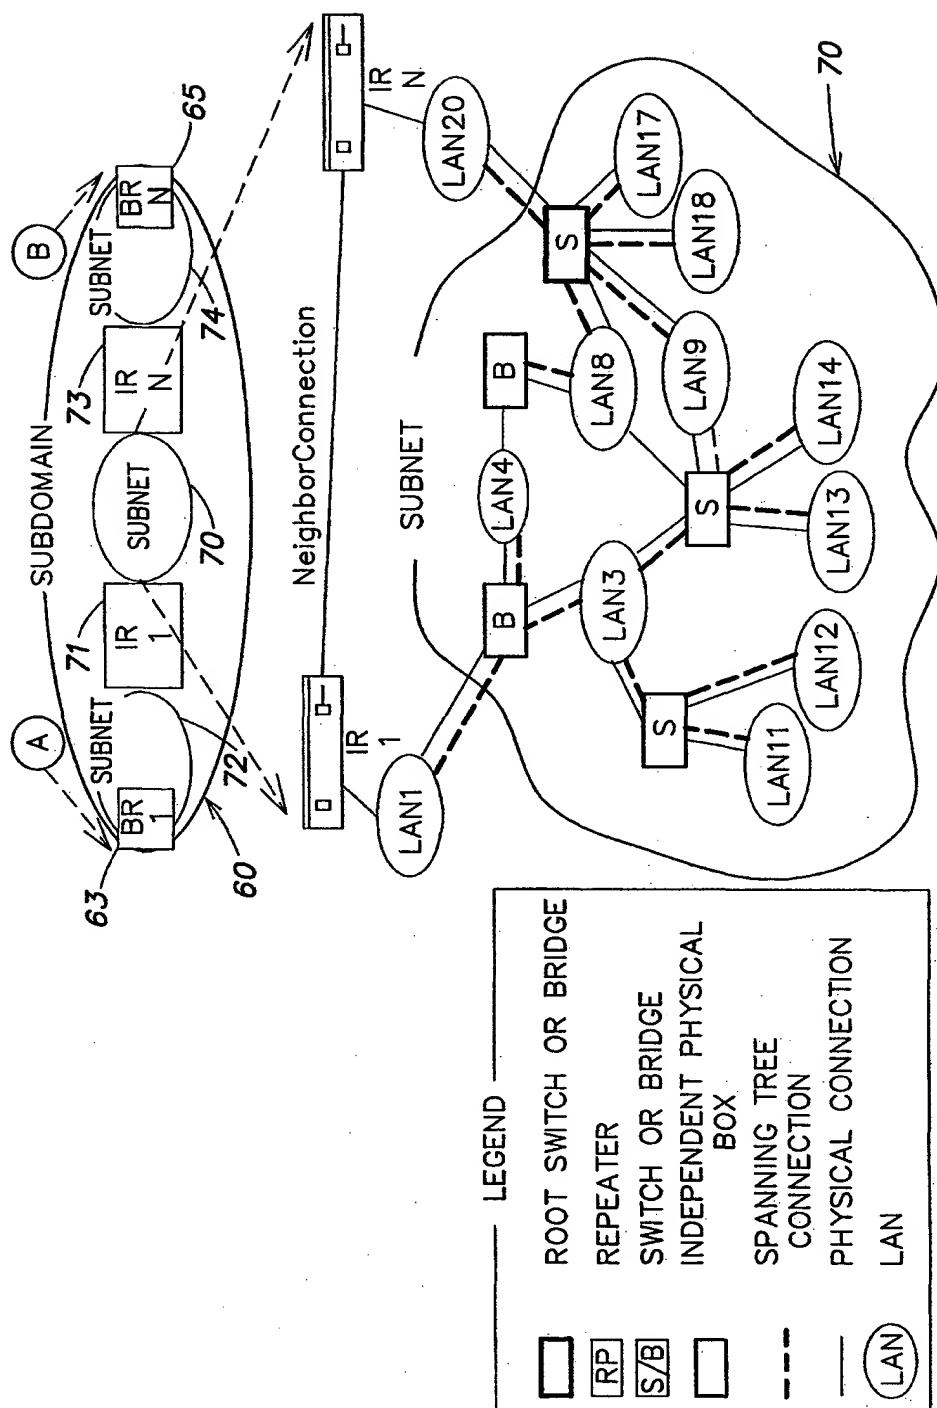 A
B
SUBDOMAIN
63
BR
1
SUBNET
72
60
71
IR
1
SUBNET
70
73
IR
N
SUBNET
74
BR
N
65
NeighborConnection
IR
1
IR
N
LAN1
LAN20
SUBNET
B
LAN4
B
S
LAN17
LAN18
LAN8
LAN9
LAN3
S
LAN14
LAN13
S
LAN12
LAN11
70
LEGEND
ROOT SWITCH OR BRIDGE
RP REPEATER
S/B SWITCH OR BRIDGE
INDEPENDENT PHYSICAL
BOX
SPANNING TREE
CONNECTION
PHYSICAL CONNECTION
LAN LAN